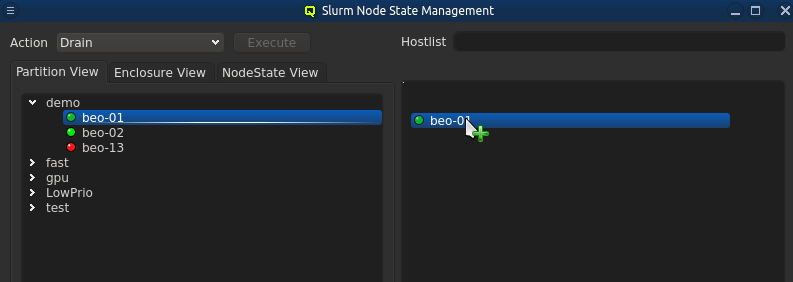 Slurm Node State Management
Action Drain Execute Hostlist
Partition View Enclosure View NodeState View
demo
beo-01
beo-02
beo-13
fast
gpu
LowPrio
test
beo-01